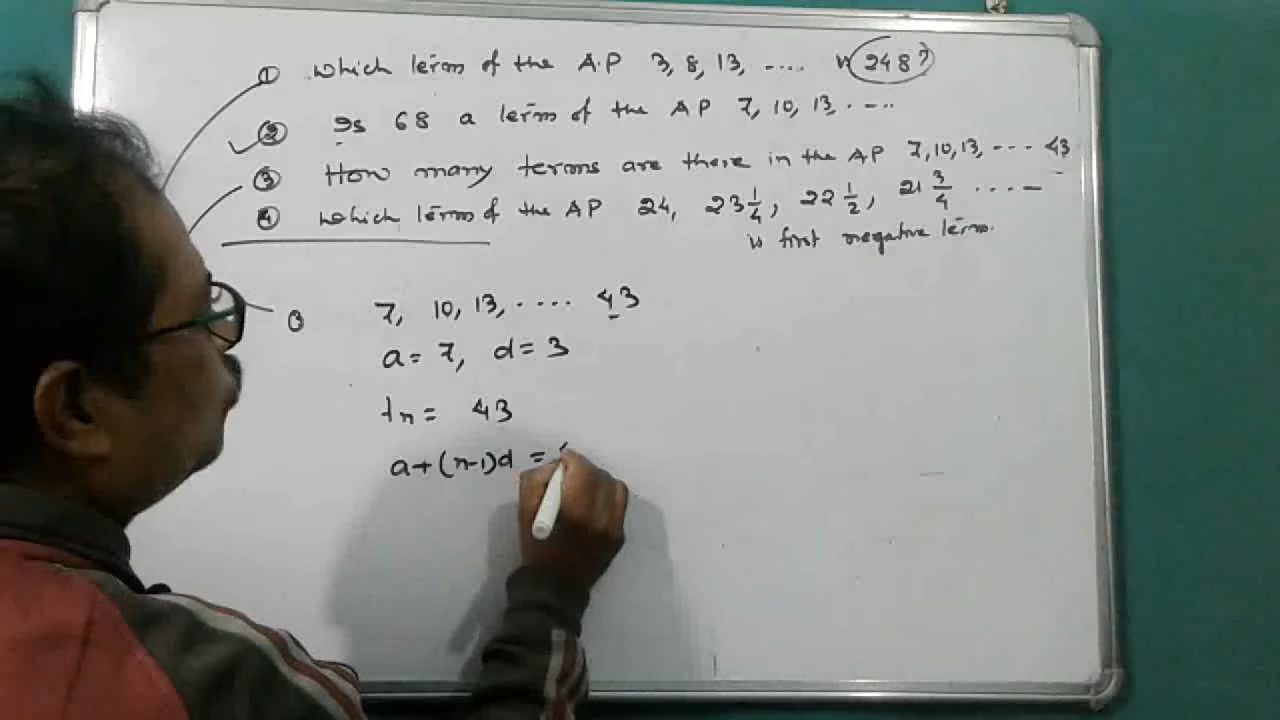 ① which term of the A.P 3, 8, 13, .... is 248?
② Is 68 a term of the AP 7, 10, 13, ....
③ How many terms are there in the AP 7, 10, 13, ... 43
④ which term of the AP 24, 23 1/4, 22 1/2, 21 3/4 ....
is first negative term.
7, 10, 13, .... 43
a = 7, d = 3
tn = 43
a+(n-1)d =